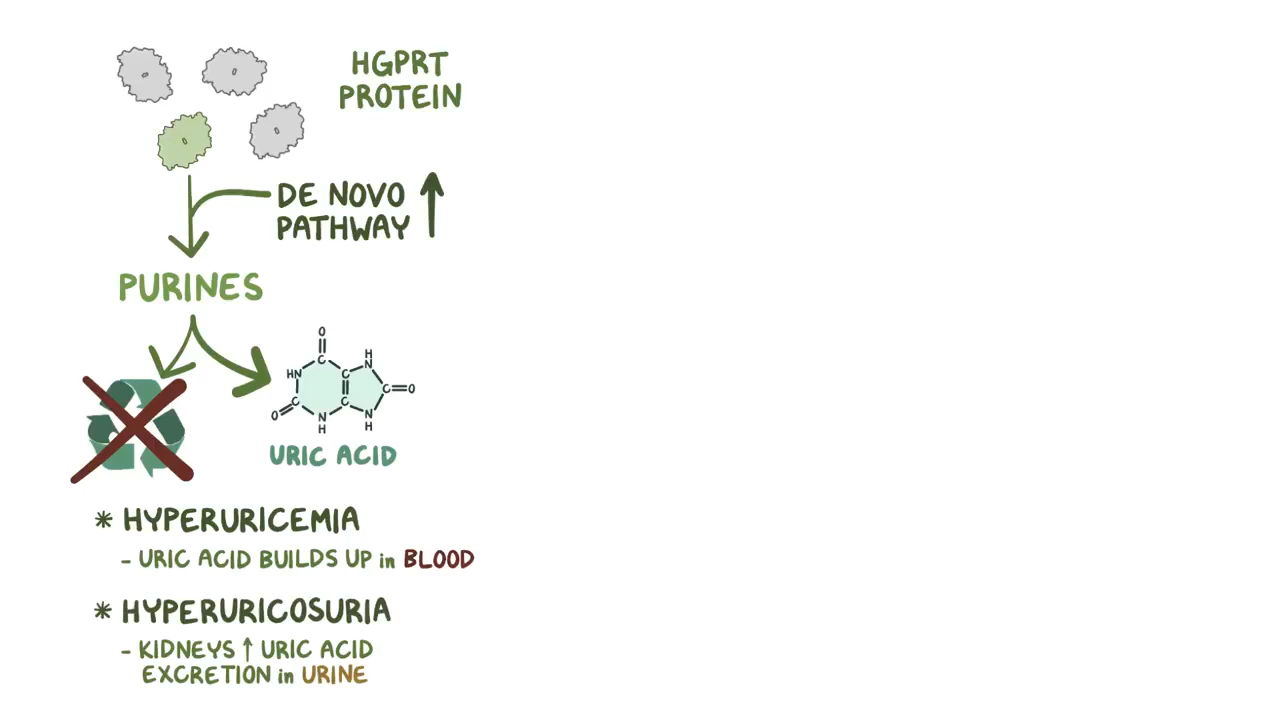 HGPRT
PROTEIN
DE NOVO
PATHWAY ↑
PURINES
O
C
HN
C
C
O
C
N
H
H
N
C
O
N
H
URIC ACID
* HYPERURICEMIA
- URIC ACID BUILDS UP in BLOOD
* HYPERURICOSURIA
- KIDNEYS ↑ URIC ACID
EXCRETION in URINE